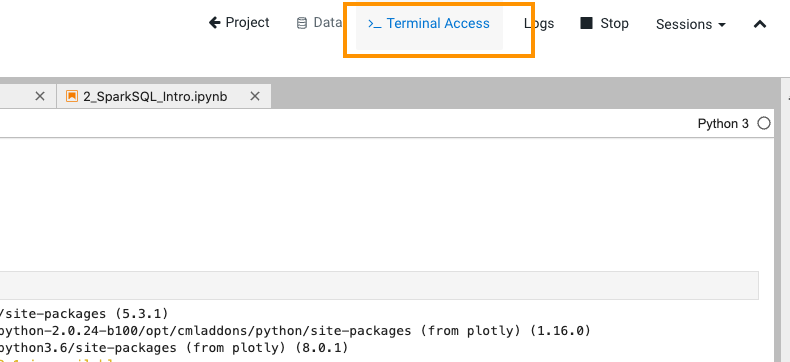 Project Data >_ Terminal Access Logs Stop Sessions
2_SparkSQL_Intro.ipynb
Python 3
/site-packages (5.3.1)
python-2.0.24-b100/opt/cmladdons/python/site-packages (from plotly) (1.16.0)
python3.6/site-packages (from plotly) (8.0.1)